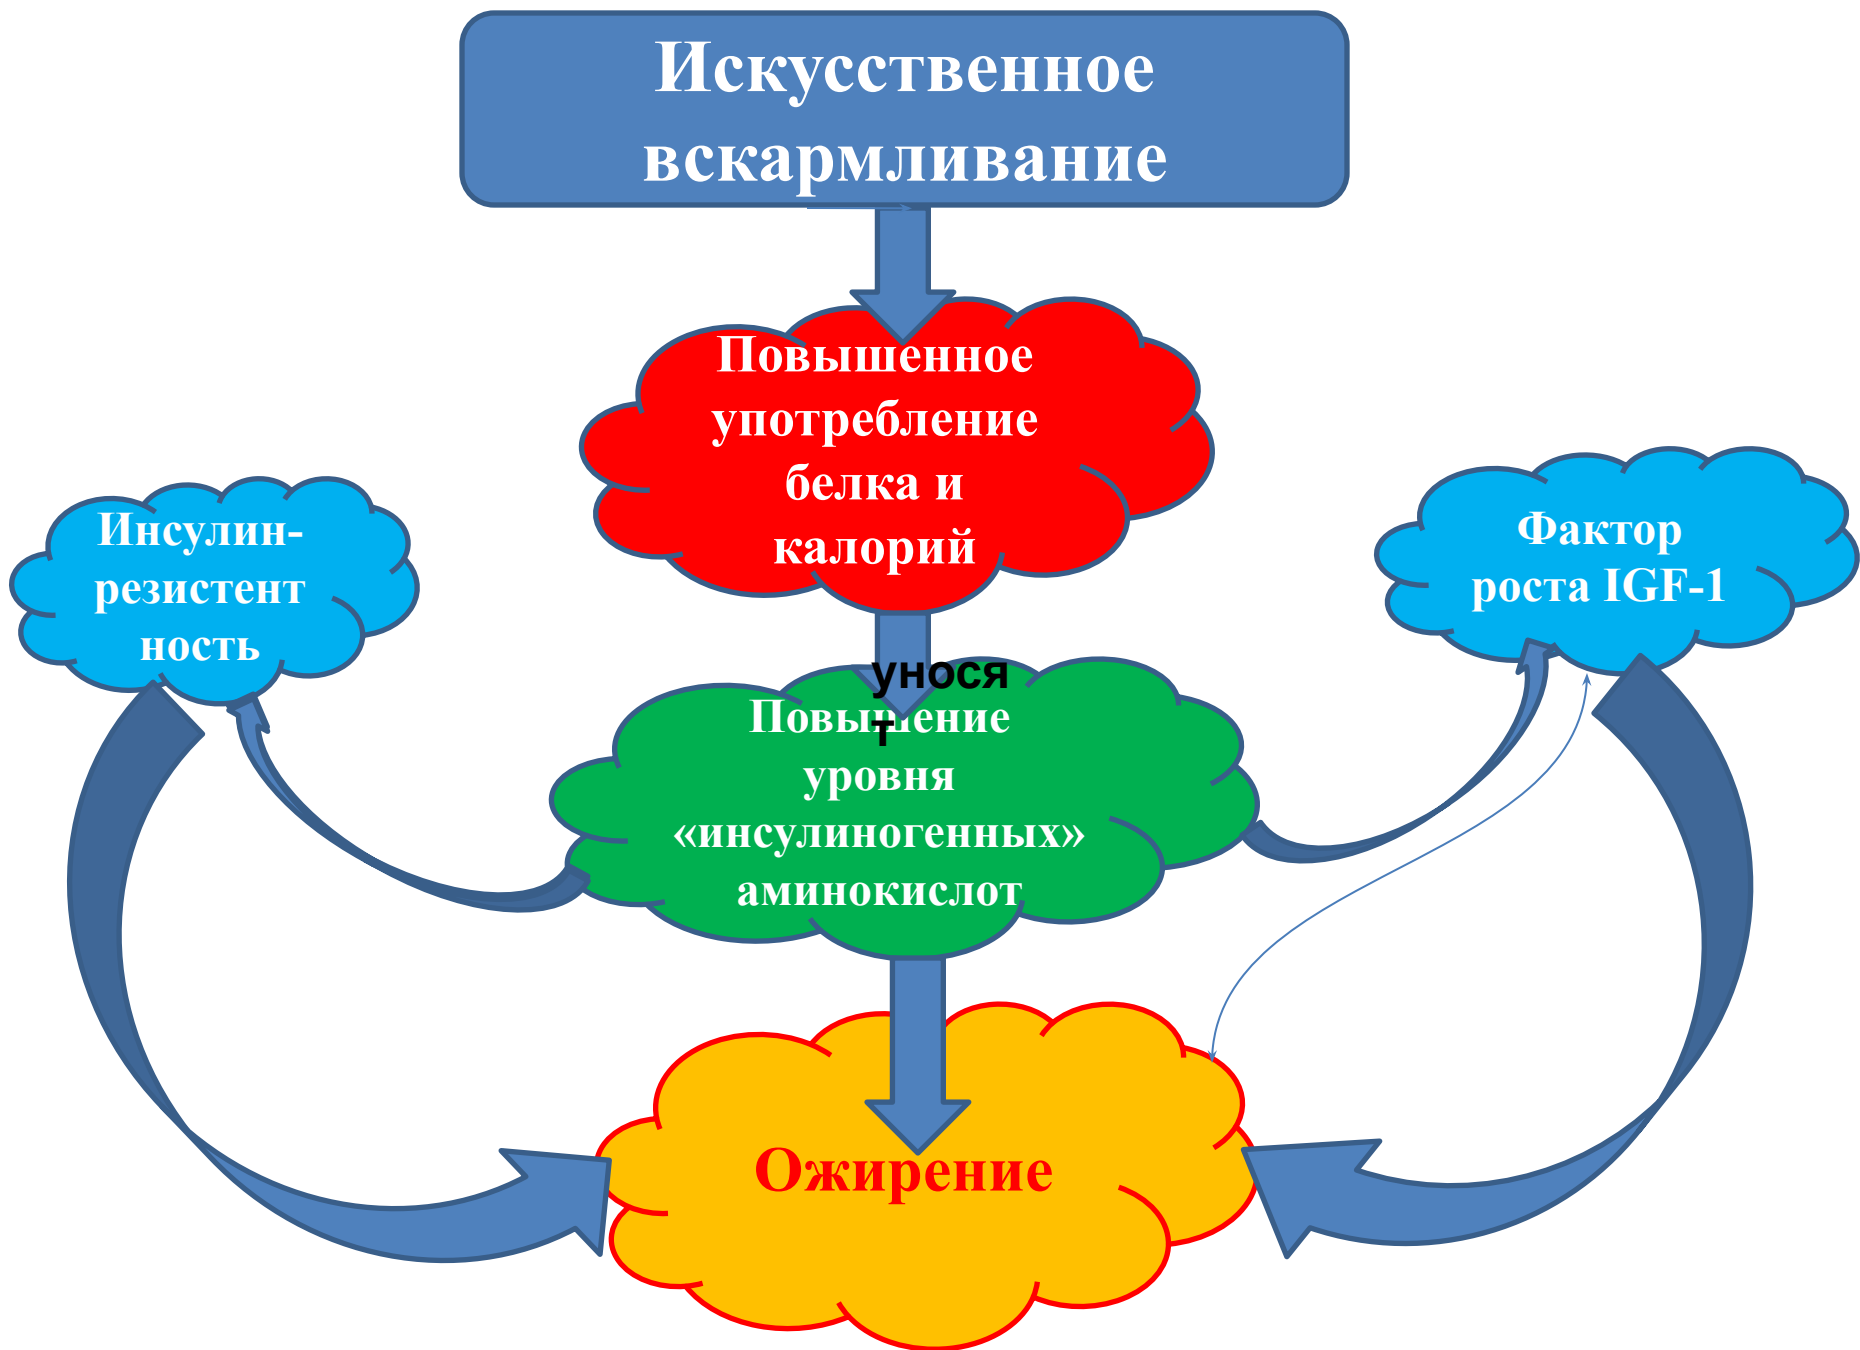 Искусственное
вскармливание
Повышенное
употребление
белка и
калорий
Инсулин-
резистент
ность
Фактор
роста IGF-1
унося
т
Повышение
уровня
«инсулиногенных»
аминокислот
Ожирение